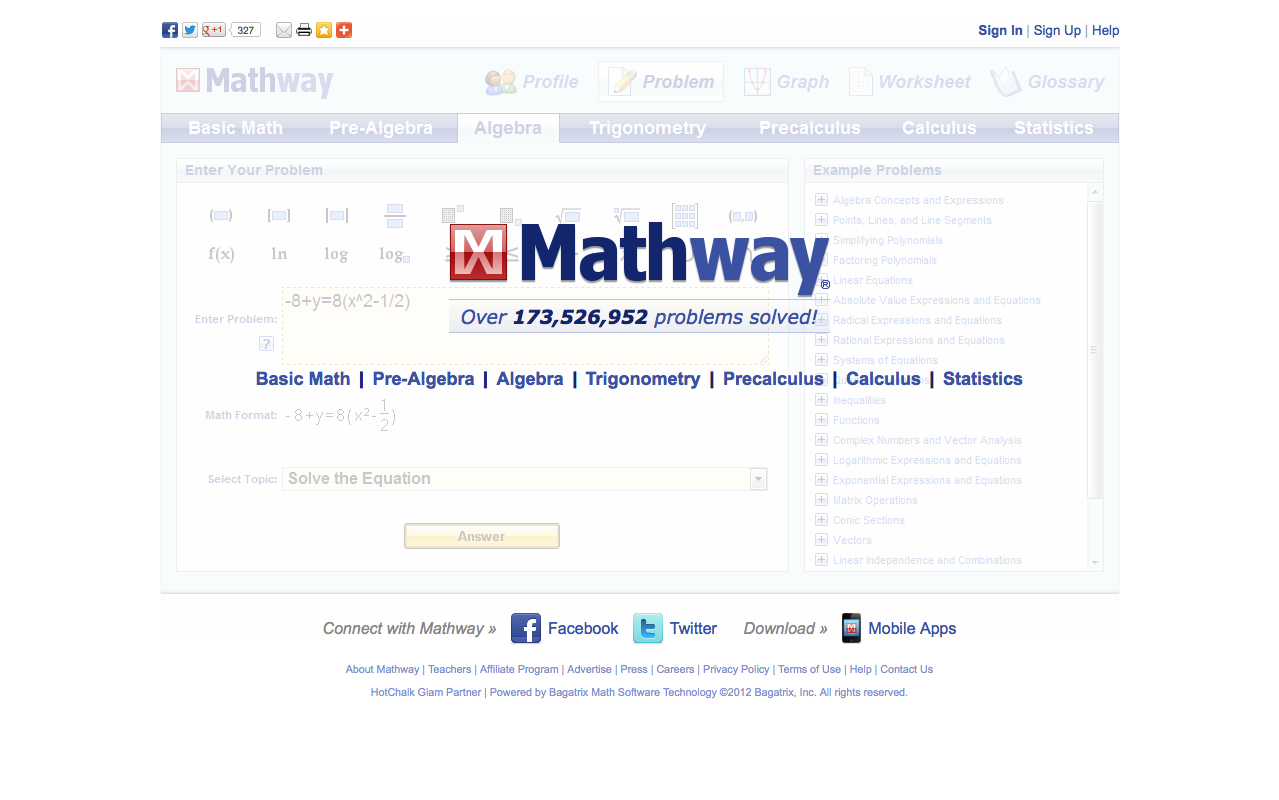 327
Sign In | Sign Up | Help
Mathway
Profile
Problem
Graph
Worksheet
Glossary
Basic Math
Pre-Algebra
Algebra
Trigonometry
Precalculus
Calculus
Statistics
Enter Your Problem
f(x) ln log log
Enter Problem:
-8+y=8(x^2-1/2)
?
Mathway®
Over 173,526,952 problems solved!
Basic Math | Pre-Algebra | Algebra | Trigonometry | Precalculus | Calculus | Statistics
Math Format:
-8+y=8(x²-1/2)
Select Topic:
Solve the Equation
Answer
Example Problems
Algebra Concepts and Expressions
Points, Lines, and Line Segments
Simplifying Polynomials
Factoring Polynomials
Linear Equations
Absolute Value Expressions and Equations
Radical Expressions and Equations
Rational Expressions and Equations
Systems of Equations
Inequalities
Functions
Complex Numbers and Vector Analysis
Logarithmic Expressions and Equations
Exponential Expressions and Equations
Matrix Operations
Conic Sections
Vectors
Linear Independence and Combinations
Connect with Mathway »
Facebook
Twitter
Download »
Mobile Apps
About Mathway | Teachers | Affiliate Program | Advertise | Press | Careers | Privacy Policy | Terms of Use | Help | Contact Us
HotChalk Glam Partner | Powered by Bagatrix Math Software Technology ©2012 Bagatrix, Inc. All rights reserved.